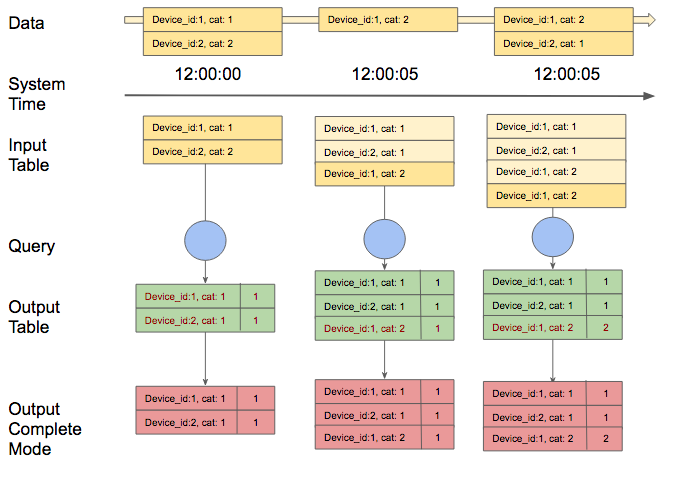 Data
Device_id:1, cat: 1
Device_id:2, cat: 2
Device_id:1, cat: 2
Device_id:1, cat: 2
Device_id:2, cat: 1
System
Time
12:00:00
12:00:05
12:00:05
Input
Table
Device_id:1, cat: 1
Device_id:2, cat: 2
Device_id:1, cat: 1
Device_id:2, cat: 1
Device_id:1, cat: 2
Device_id:1, cat: 1
Device_id:2, cat: 1
Device_id:1, cat: 2
Device_id:1, cat: 2
Query
Output
Table
Device_id:1, cat: 1 1
Device_id:2, cat: 1 1
Device_id:1, cat: 1 1
Device_id:2, cat: 1 1
Device_id:1, cat: 2 1
Device_id:1, cat: 1 1
Device_id:2, cat: 1 1
Device_id:1, cat: 2 2
Output
Complete
Mode
Device_id:1, cat: 1 1
Device_id:2, cat: 1 1
Device_id:1, cat: 1 1
Device_id:2, cat: 1 1
Device_id:1, cat: 2 1
Device_id:1, cat: 1 1
Device_id:2, cat: 1 1
Device_id:1, cat: 2 2